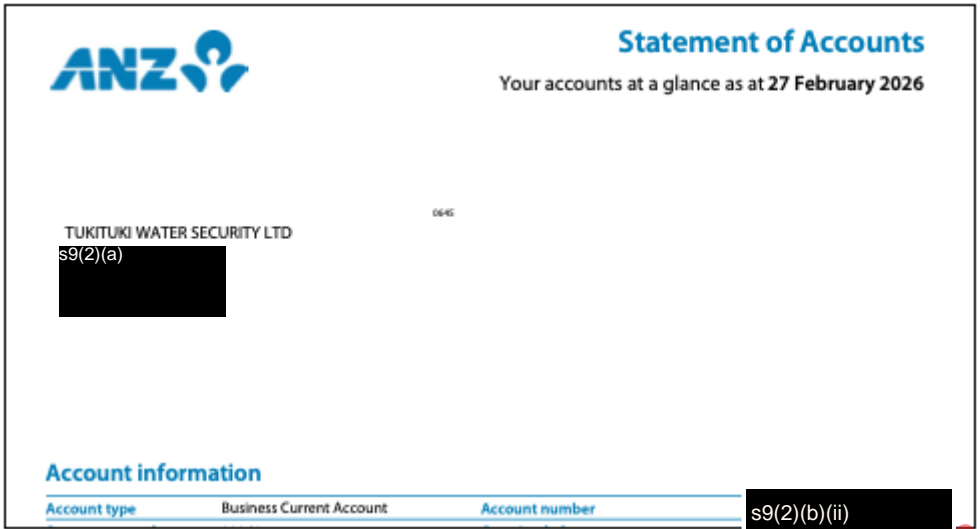 ANZ
Statement of Accounts
Your accounts at a glance as at 27 February 2026
0645
TUKITUKI WATER SECURITY LTD
s9(2)(a)
Account information
Account type Business Current Account Account number s9(2)(b)(ii)